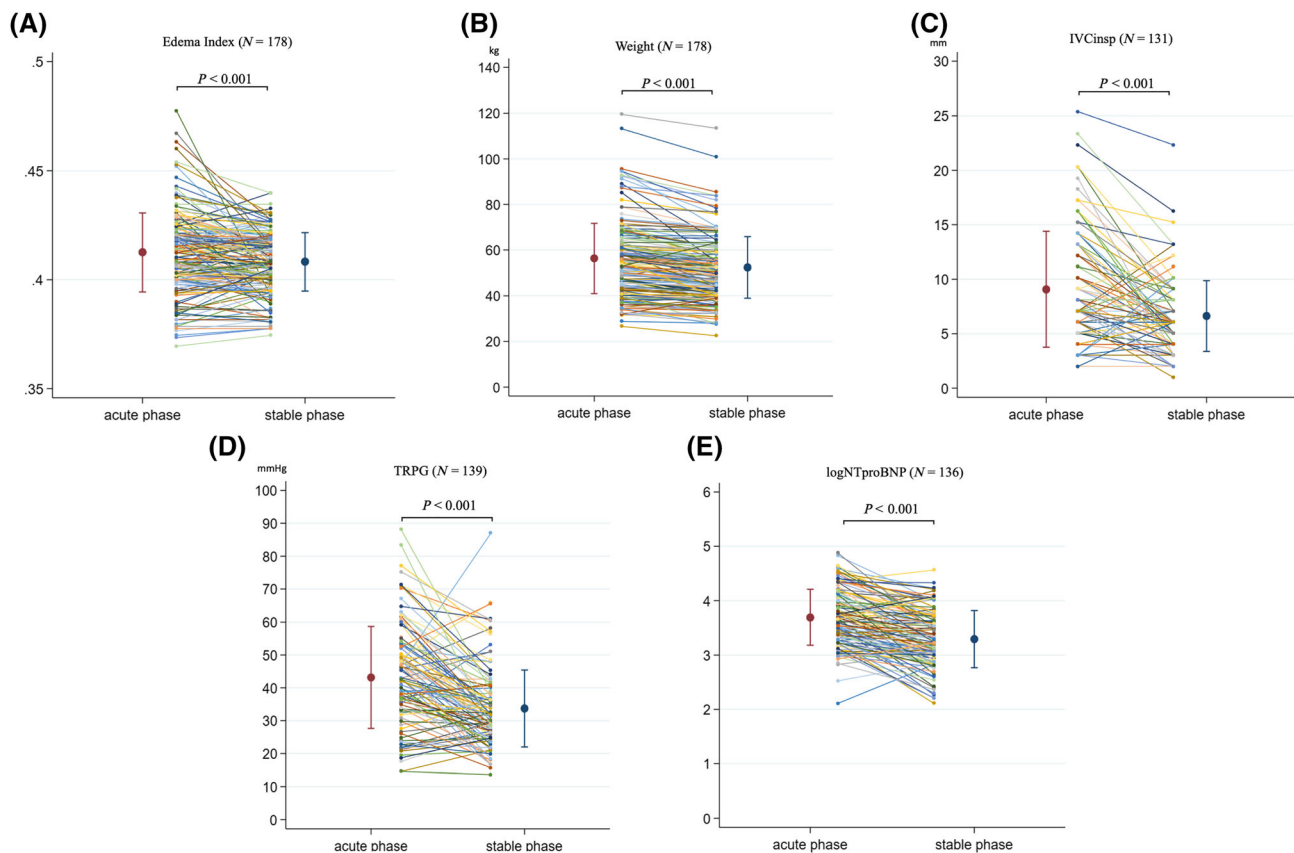 (A)
Edema Index (N = 178)
P < 0.001
.5
.45
.4
.35
acute phase
stable phase
(B)
Weight (N = 178)
kg
P < 0.001
140
120
100
80
60
40
20
0
acute phase
stable phase
(C)
IVCinsp (N = 131)
mm
P < 0.001
30
25
20
15
10
5
0
acute phase
stable phase
(D)
TRPG (N = 139)
mmHg
P < 0.001
100
90
80
70
60
50
40
30
20
10
0
acute phase
stable phase
(E)
logNTproBNP (N = 136)
P < 0.001
6
5
4
3
2
1
0
acute phase
stable phase